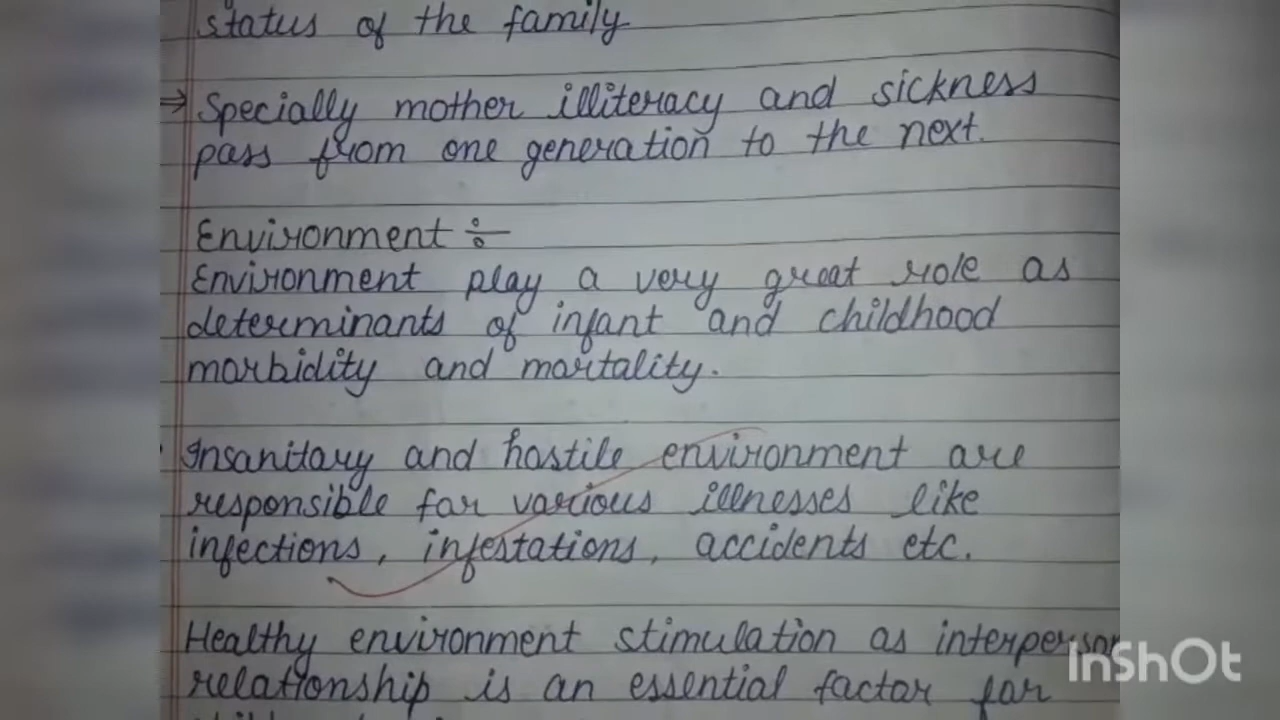 status of the family
⇒ Specially mother illiteracy and sickness
pass from one generation to the next.
Environment ÷
Environment play a very great role as
determinants of infant and childhood
morbidity and mortality.
Insanitary and hostile environment are
responsible for various illnesses like
infections, infestations, accidents etc.
Healthy environment stimulation as interperson
relationship is an essential factor for
InShOt